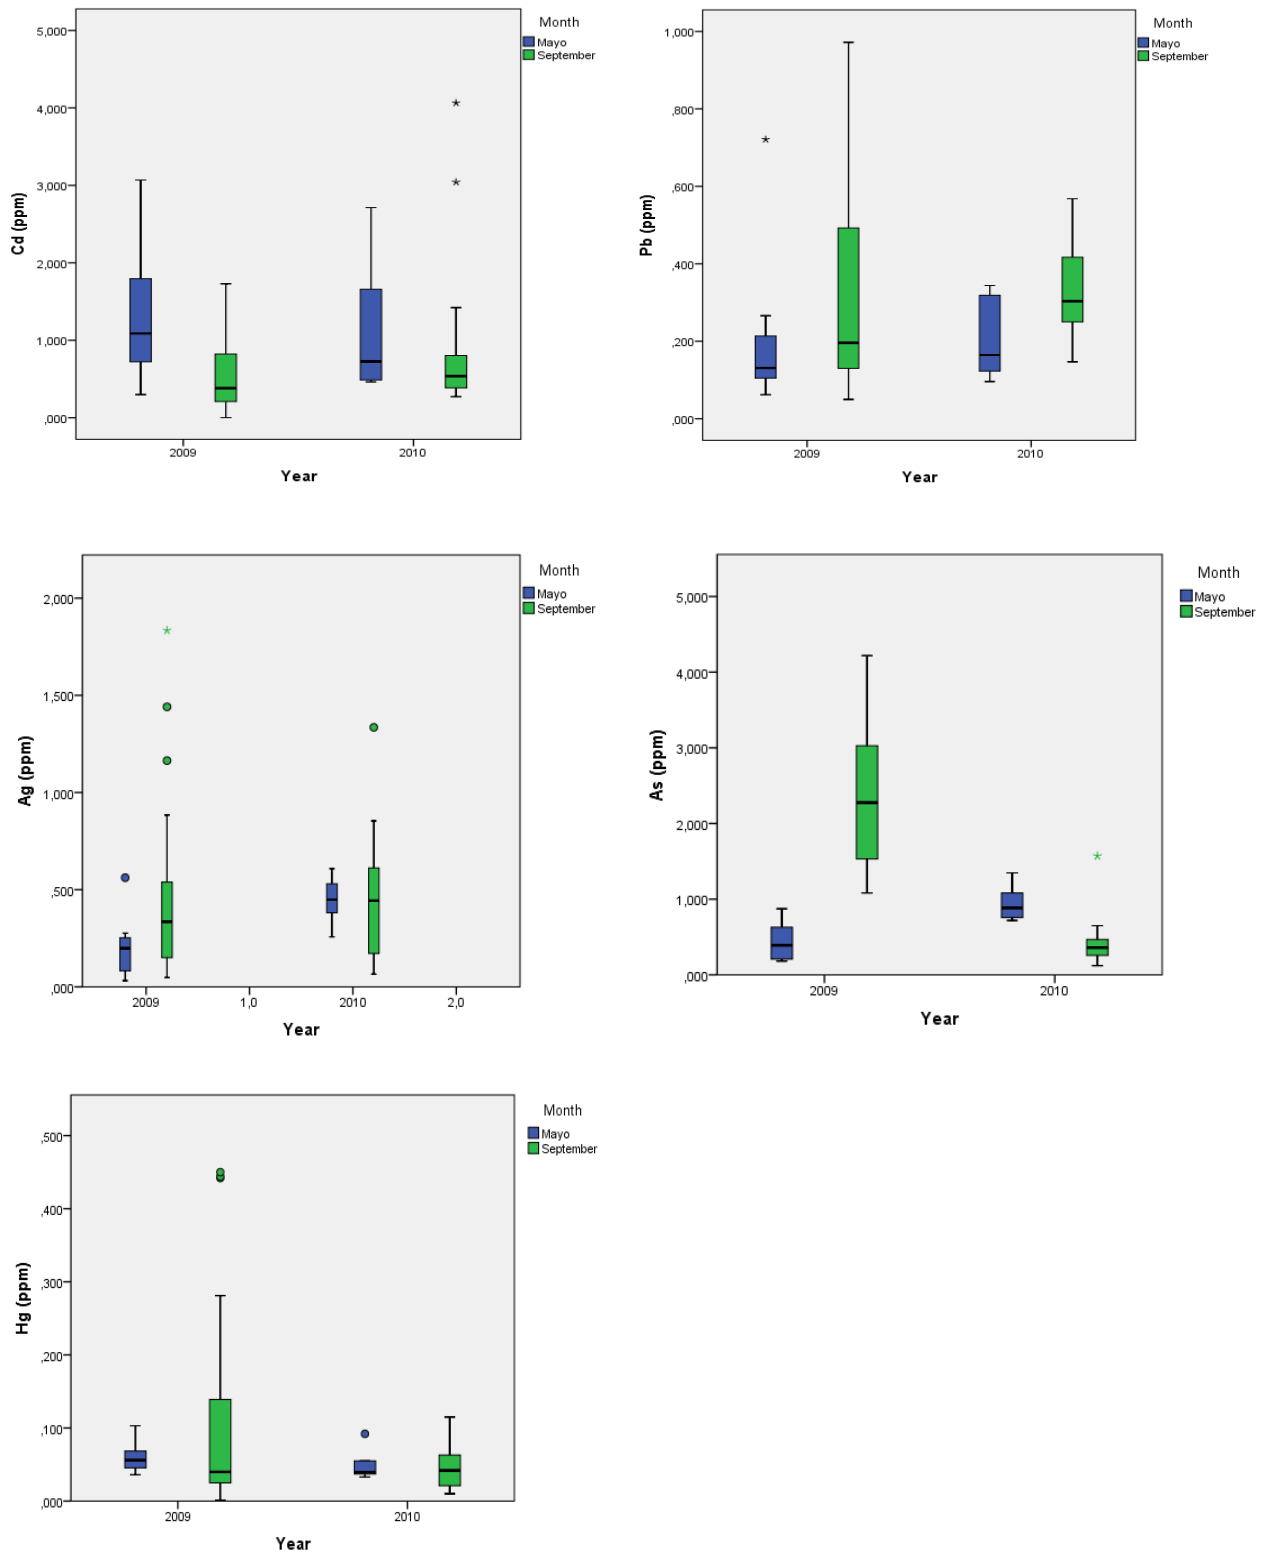 Month
Mayo
September
5,000
4,000
3,000
2,000
1,000
,000
Cd (ppm)
2009
2010
Year
Month
Mayo
September
1,000
,800
,600
,400
,200
,000
Pb (ppm)
2009
2010
Year
Month
Mayo
September
2,000
1,500
1,000
,500
,000
Ag (ppm)
2009
1,0
2010
2,0
Year
Month
Mayo
September
5,000
4,000
3,000
2,000
1,000
,000
As (ppm)
2009
2010
Year
Month
Mayo
September
,500
,400
,300
,200
,100
,000
Hg (ppm)
2009
2010
Year